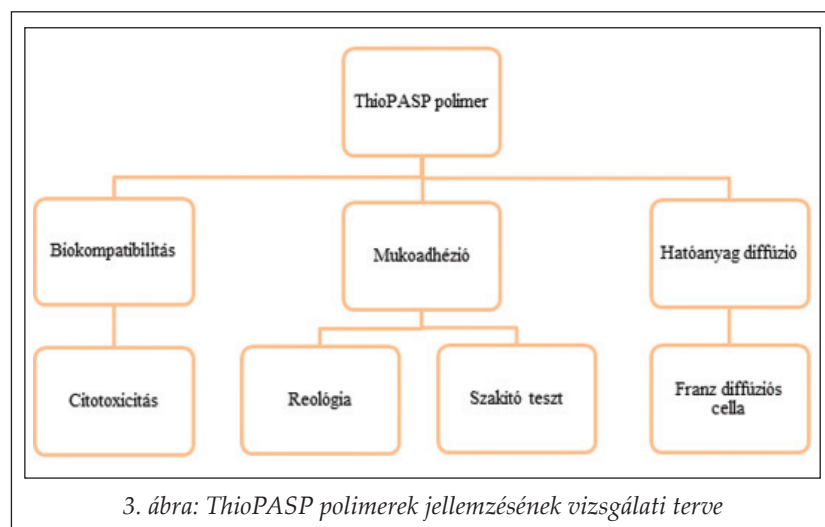 ThioPASP polimer
Biokompatibilitás
Mukoadhézió
Hatóanyag diffúzió
Citotoxicitás
Reológia
Szakító teszt
Franz diffúziós
cella
3. ábra: ThioPASP polimerek jellemzésének vizsgálati terve